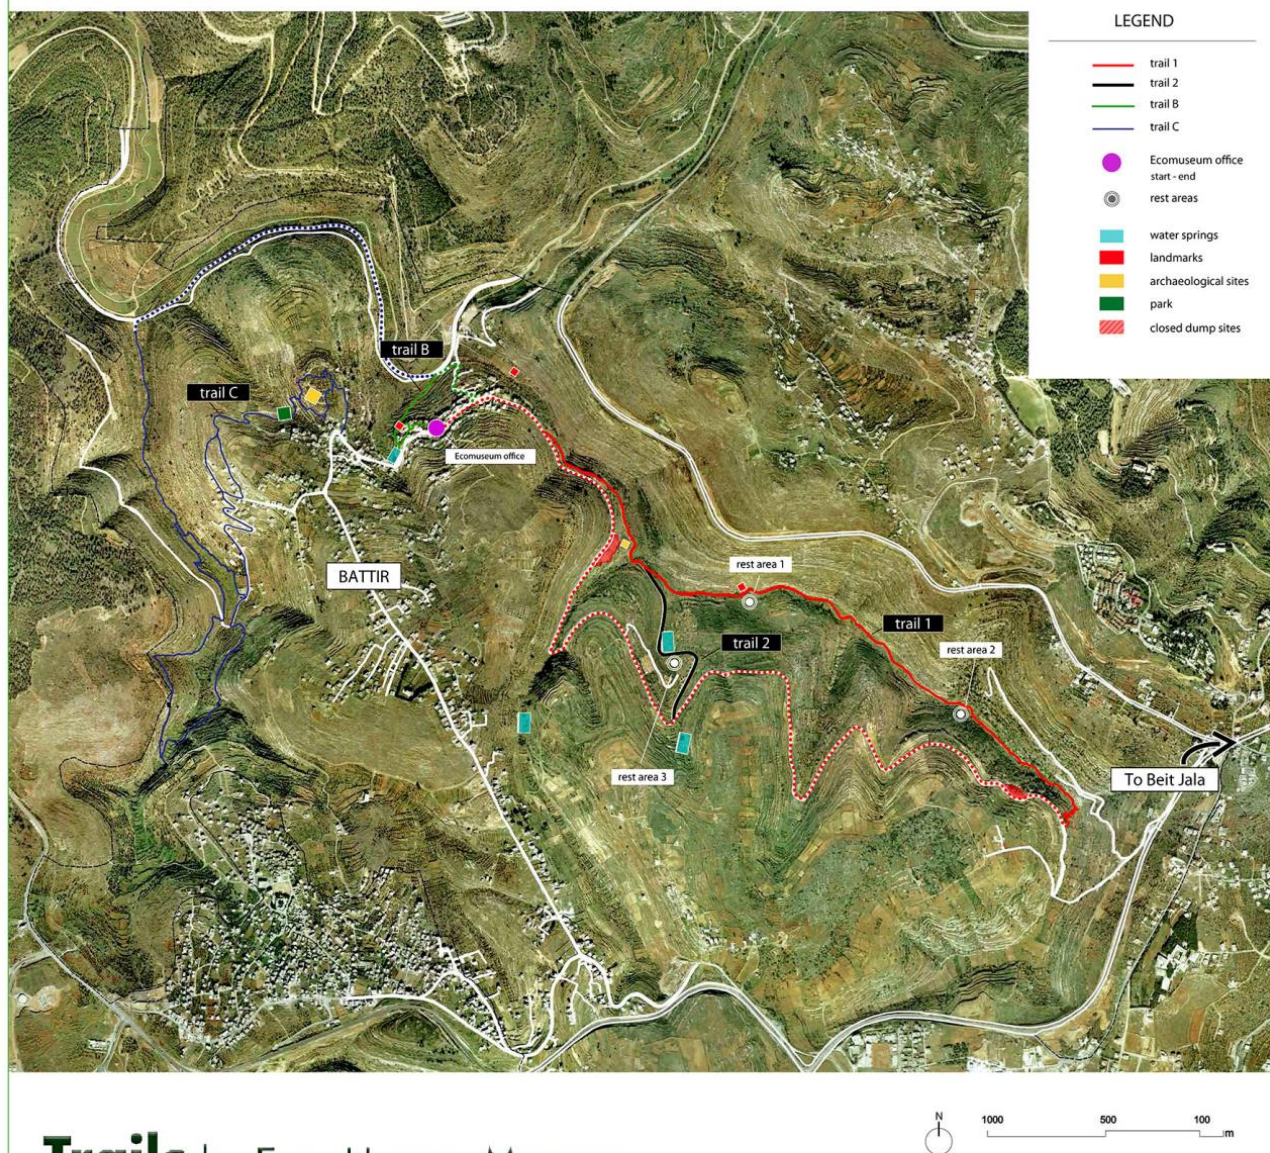 LEGEND
trail 1
trail 2
trail B
trail C
Ecomuseum office
start - end
rest areas
water springs
landmarks
archaeological sites
park
closed dump sites
trail B
trail C
Ecomuseum office
BATTIR
rest area 1
trail 1
trail 2
rest area 2
rest area 3
To Beit Jala
N
1000 500 100
m
Trails